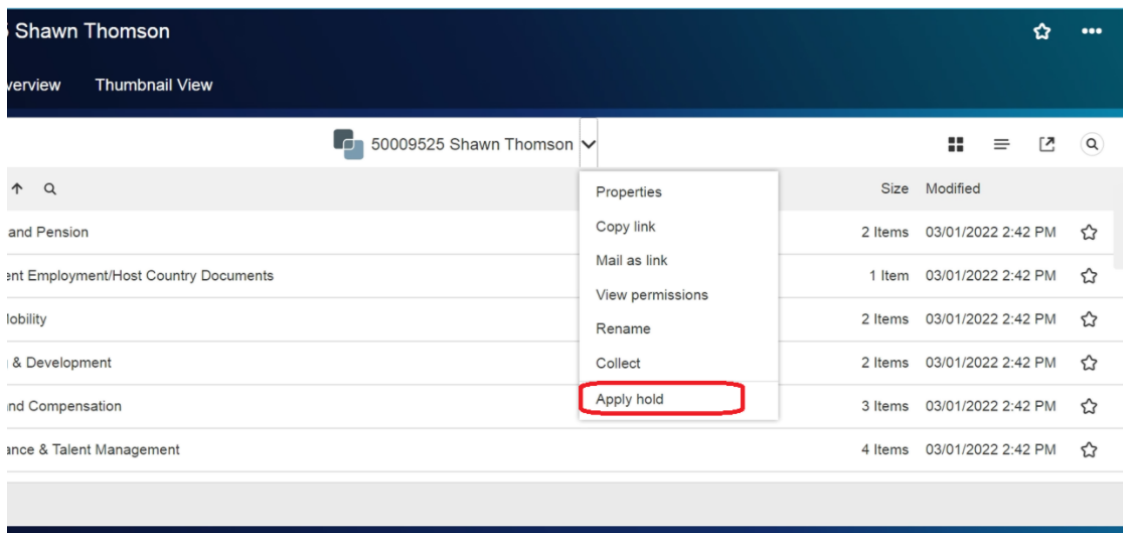 Shawn Thomson
verview Thumbnail View
50009525 Shawn Thomson
Size Modified
and Pension 2 Items 03/01/2022 2:42 PM
ent Employment/Host Country Documents 1 Item 03/01/2022 2:42 PM
lobility 2 Items 03/01/2022 2:42 PM
& Development 2 Items 03/01/2022 2:42 PM
nd Compensation 3 Items 03/01/2022 2:42 PM
ance & Talent Management 4 Items 03/01/2022 2:42 PM
Properties
Copy link
Mail as link
View permissions
Rename
Collect
Apply hold